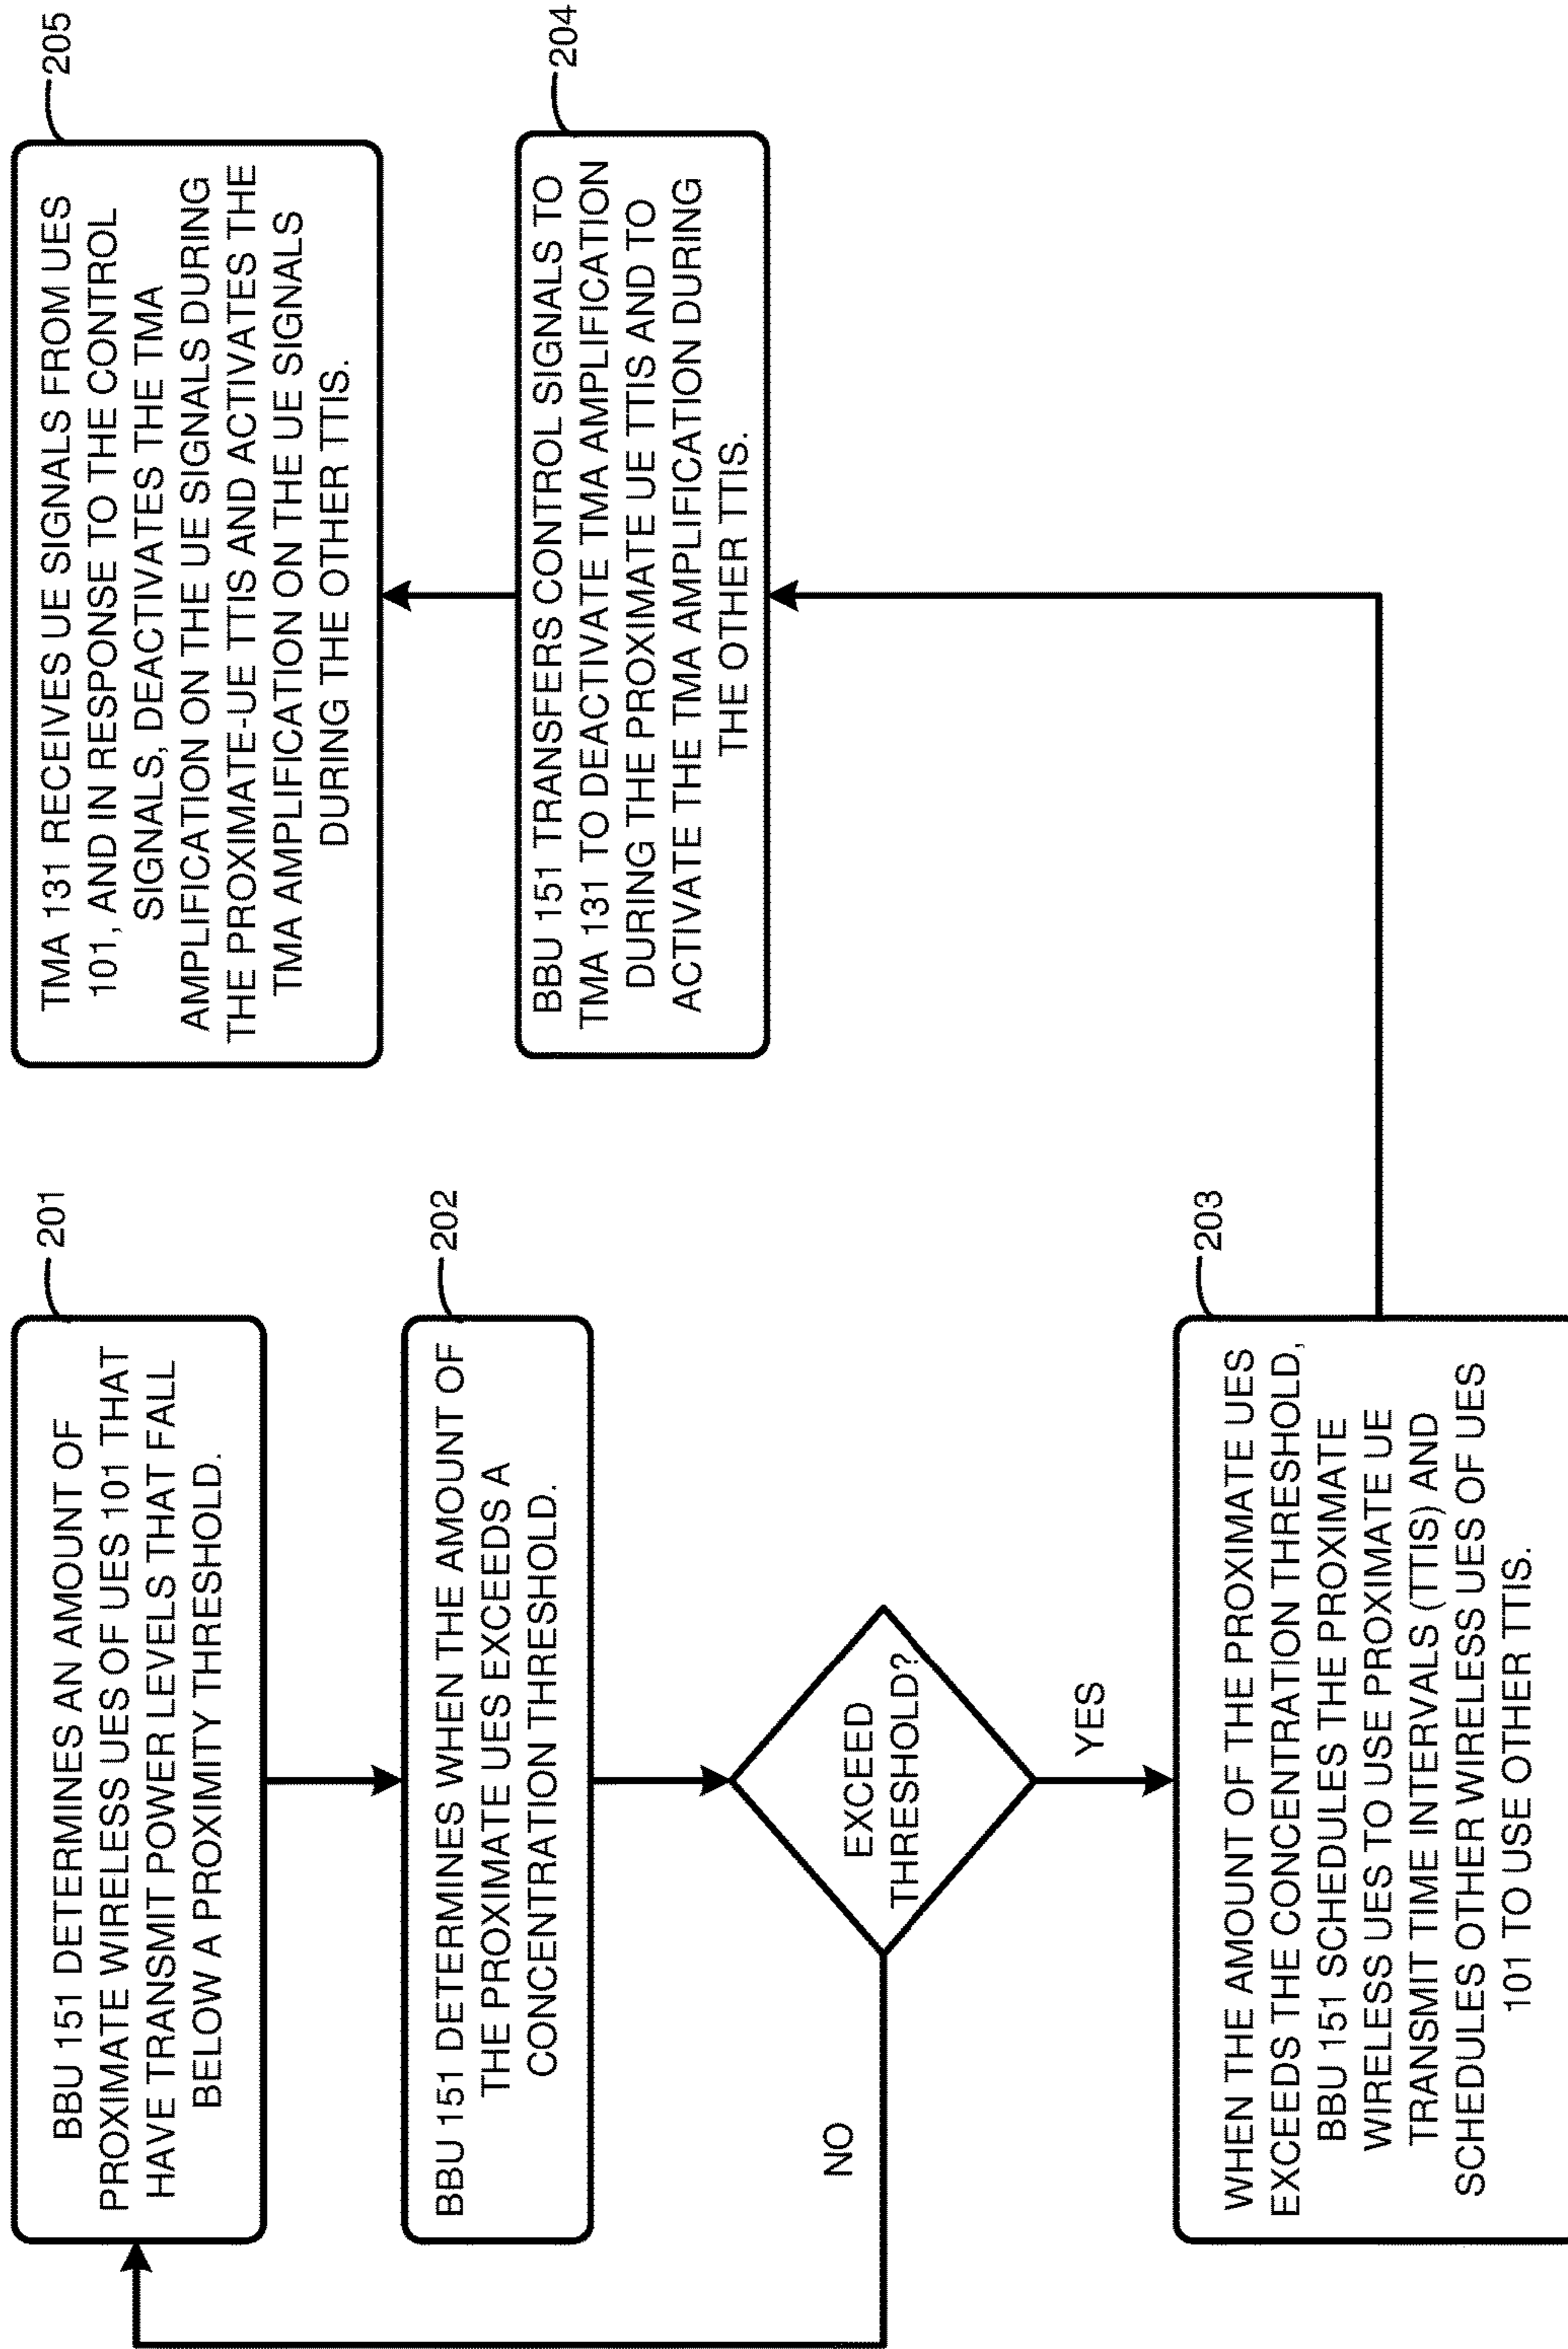 201
BBU 151 DETERMINES AN AMOUNT OF
PROXIMATE WIRELESS UES OF UES 101 THAT
HAVE TRANSMIT POWER LEVELS THAT FALL
BELOW A PROXIMITY THRESHOLD.
202
BBU 151 DETERMINES WHEN THE AMOUNT OF
THE PROXIMATE UES EXCEEDS A
CONCENTRATION THRESHOLD.
EXCEED
THRESHOLD?
NO
YES
203
WHEN THE AMOUNT OF THE PROXIMATE UES
EXCEEDS THE CONCENTRATION THRESHOLD,
BBU 151 SCHEDULES THE PROXIMATE
WIRELESS UES TO USE PROXIMATE UE
TRANSMIT TIME INTERVALS (TTIS) AND
SCHEDULES OTHER WIRELESS UES OF UES
101 TO USE OTHER TTIS.
204
BBU 151 TRANSFERS CONTROL SIGNALS TO
TMA 131 TO DEACTIVATE TMA AMPLIFICATION
DURING THE PROXIMATE UE TTIS AND TO
ACTIVATE THE TMA AMPLIFICATION DURING
THE OTHER TTIS.
205
TMA 131 RECEIVES UE SIGNALS FROM UES
101, AND IN RESPONSE TO THE CONTROL
SIGNALS, DEACTIVATES THE TMA
AMPLIFICATION ON THE UE SIGNALS DURING
THE PROXIMATE-UE TTIS AND ACTIVATES THE
TMA AMPLIFICATION ON THE UE SIGNALS
DURING THE OTHER TTIS.